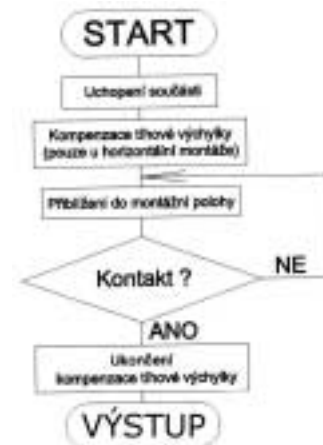 START
Uchopení součásti
Kompenzace tíhové výchylky
(pouze u horizontální montáže)
Přiblížení do montážní polohy
Kontakt ?
NE
ANO
Ukončení
kompenzace tíhové výchylky
VÝSTUP